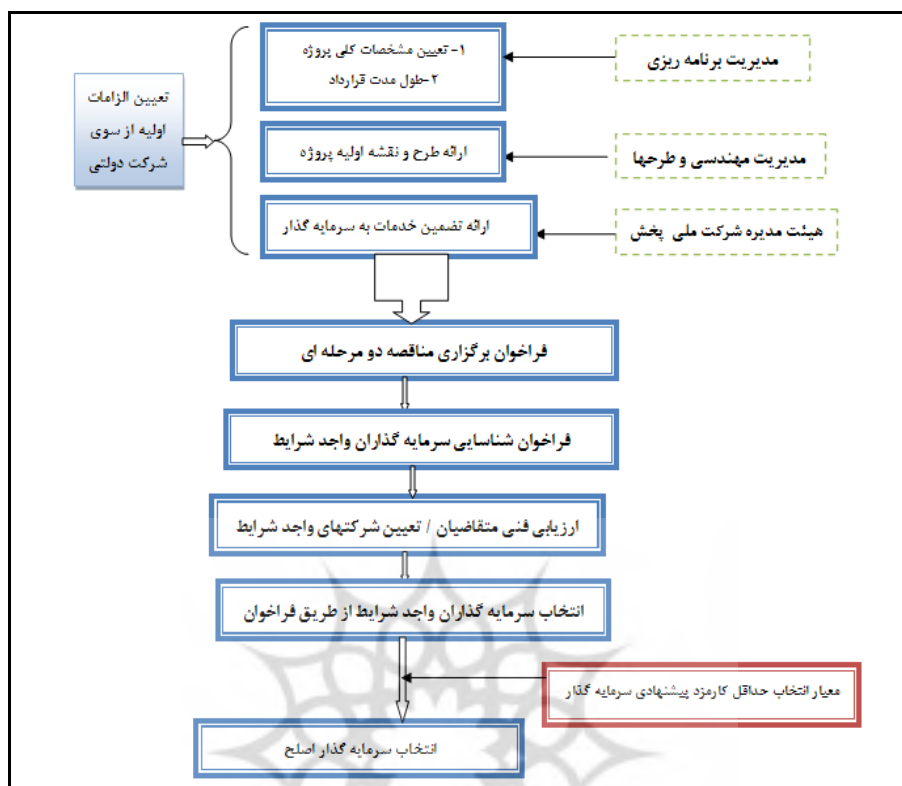 تعیین الزامات
اولیه از سوی
شرکت دولتی
۱- تعیین مشخصات کلی پروژه
۲-طول مدت قرارداد
مدیریت برنامه ریزی
ارائه طرح و نقشه اولیه پروژه
مدیریت مهندسی و طرحها
ارائه تضمین خدمات به سرمایه گذار
هیئت مدیره شرکت ملی پخش
فراخوان برگزاری مناقصه دو مرحله ای
فراخوان شناسایی سرمایه گذاران واجد شرایط
ارزیابی فنی متقاضیان / تعیین شرکتهای واجد شرایط
انتخاب سرمایه گذاران واجد شرایط از طریق فراخوان
معیار انتخاب حداقل کارمزد پیشنهادی سرمایه گذار
انتخاب سرمایه گذار اصلح